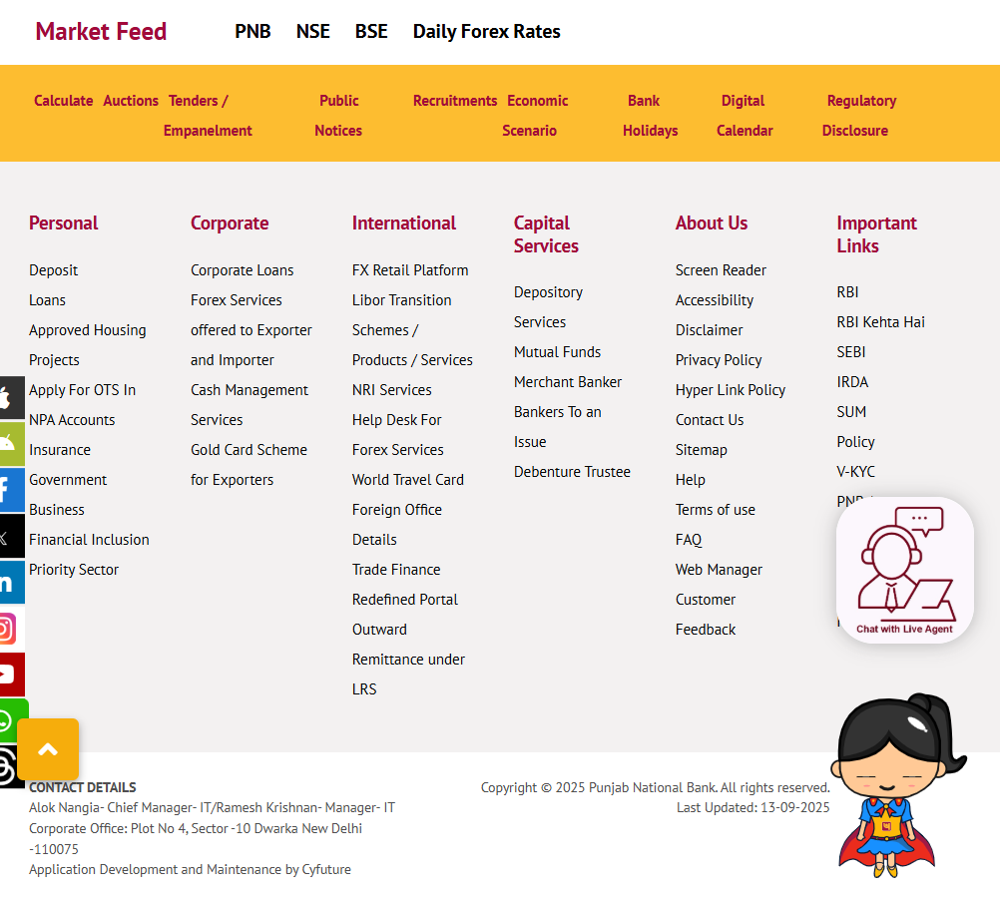 Market Feed PNB NSE BSE Daily Forex Rates
Calculate Auctions Tenders / Empanelment Public Notices Recruitments Economic Scenario Bank Holidays Digital Calendar Regulatory Disclosure
Personal
Deposit
Loans
Approved Housing
Projects
Apply For OTS In
NPA Accounts
Insurance
Government
Business
Financial Inclusion
Priority Sector
Corporate
Corporate Loans
Forex Services
offered to Exporter
and Importer
Cash Management
Services
Gold Card Scheme
for Exporters
International
FX Retail Platform
Libor Transition
Schemes /
Products / Services
NRI Services
Help Desk For
Forex Services
World Travel Card
Foreign Office
Details
Trade Finance
Redefined Portal
Outward
Remittance under
LRS
Capital
Services
Depository
Services
Mutual Funds
Merchant Banker
Bankers To an
Issue
Debenture Trustee
About Us
Screen Reader
Accessibility
Disclaimer
Privacy Policy
Hyper Link Policy
Contact Us
Sitemap
Help
Terms of use
FAQ
Web Manager
Customer
Feedback
Important
Links
RBI
RBI Kehta Hai
SEBI
IRDA
SUM
Policy
V-KYC
Chat with Live Agent
CONTACT DETAILS
Alok Nangia- Chief Manager- IT/Ramesh Krishnan- Manager- IT
Corporate Office: Plot No 4, Sector -10 Dwarka New Delhi
-110075
Application Development and Maintenance by Cyfuture
Copyright © 2025 Punjab National Bank. All rights reserved.
Last Updated: 13-09-2025